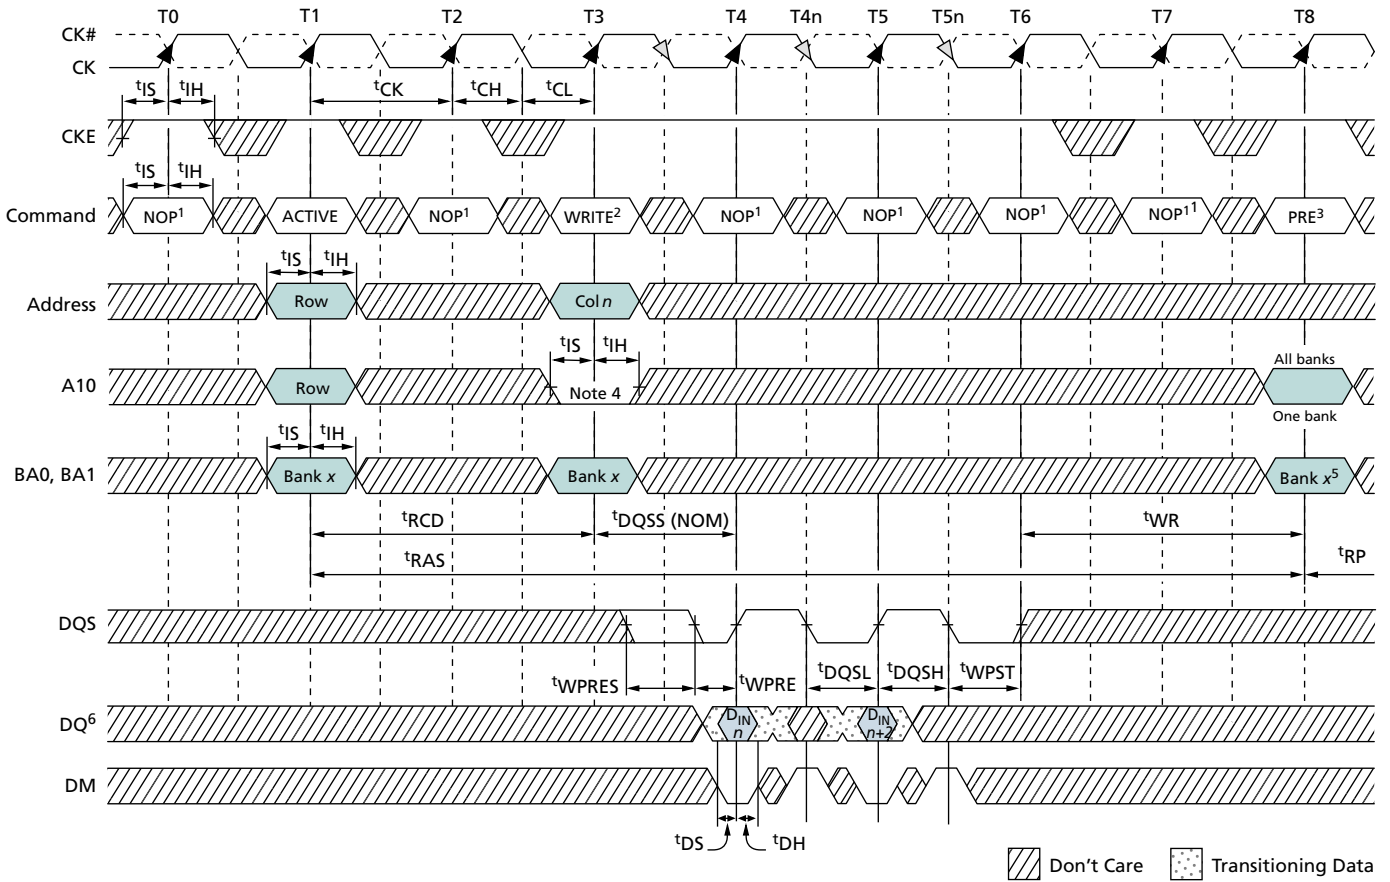 T0 T1 T2 T3 T4 T4n T5 T5n T6 T7 T8
CK#
CK
tIS tIH tCK tCH tCL
CKE
tIS tIH
Command NOP1 ACTIVE NOP1 WRITE2 NOP1 NOP1 NOP1 NOP11 PRE3
tIS tIH
Address Row Col n
tIS tIH
All banks
A10 Row Note 4
One bank
tIS tIH
BA0, BA1 Bank x Bank x Bank x5
tRCD tDQSS (NOM) tWR
tRAS tRP
DQS
tWPRES tWPRE tDQSL tDQSH tWPST
DQ6 DIN n DIN n+2
DM
tDS tDH
Don't Care Transitioning Data